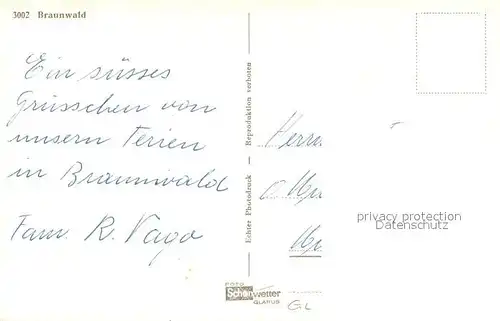 3002 Braunwald
Ein süsses
Grüsschen von
unsern Ferien
in Braunwald
Fam. R. Vago
Echter Photodruck — Reproduktion verboten
FOTO
Schönwetter
GLARUS
Herrn
GL
privacy protection
Datenschutz